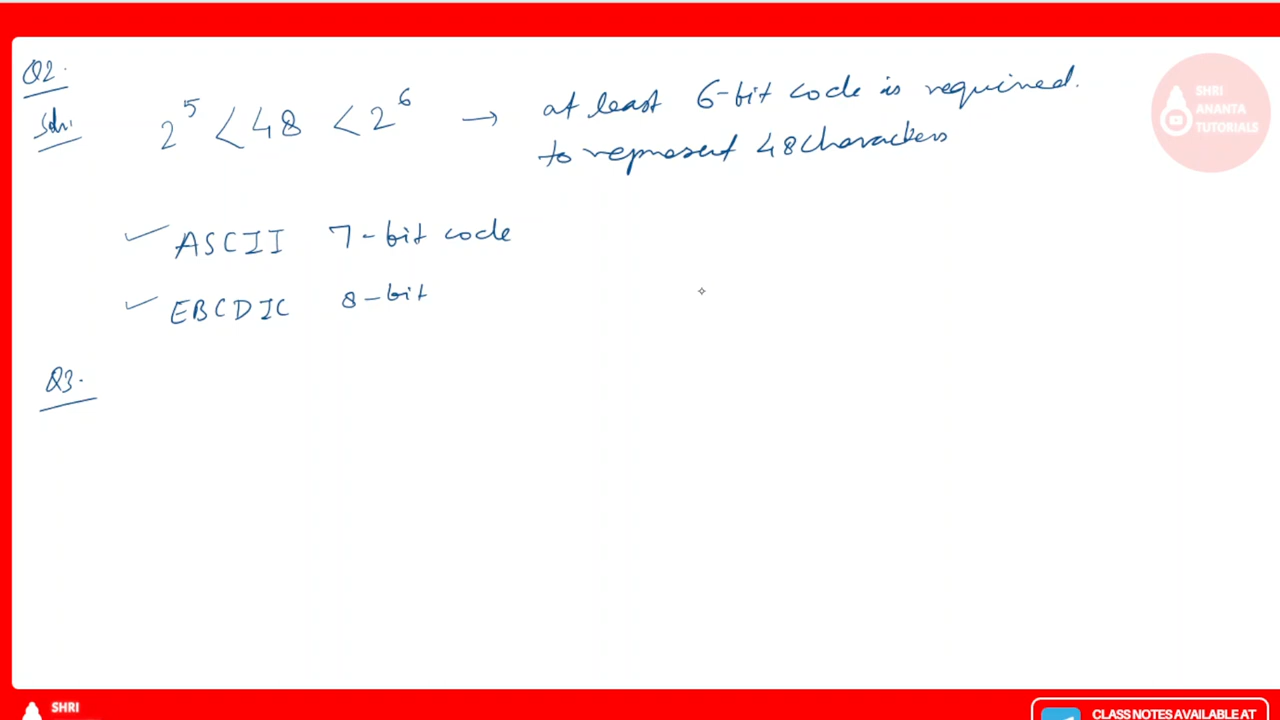 Q2.
Soln:
2^5 < 48 < 2^6 → at least 6-bit code is required.
to represent 48 characters
✓ ASCII 7-bit code
✓ EBCDIC 8-bit
Q3.
SHRI
ANANTA
TUTORIALS
SHRI
CLASS NOTES AVAILABLE AT